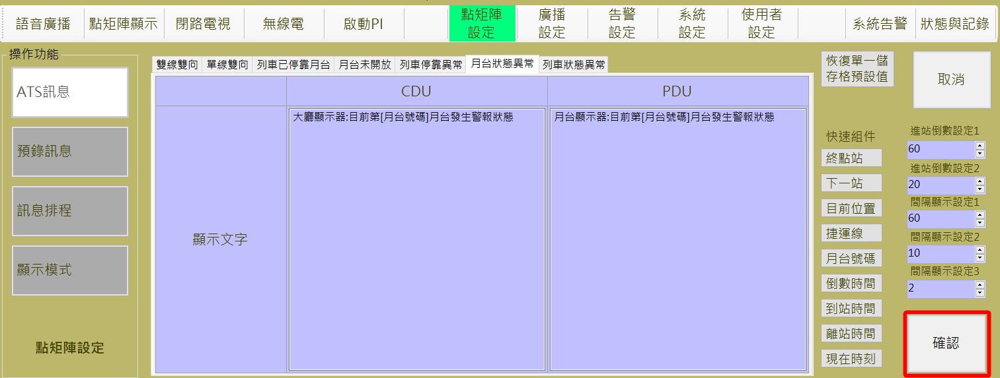 語音廣播
點矩陣顯示
閉路電視
無線電
啟動PI
點矩陣
設定
廣播
設定
告警
設定
系統
設定
使用者
設定
系統告警
狀態與記錄
操作功能
ATS訊息
預錄訊息
訊息排程
顯示模式
點矩陣設定
雙線雙向
單線雙向
列車已停靠月台
月台未開放
列車停靠異常
月台狀態異常
列車狀態異常
CDU
PDU
顯示文字
大廳顯示器:目前第[月台號碼]月台發生警報狀態
月台顯示器:目前第[月台號碼]月台發生警報狀態
恢復單一儲
存格預設值
取消
快速組件
終點站
下一站
目前位置
捷運線
月台號碼
倒數時間
到站時間
離站時間
現在時刻
進站倒數設定1
60
進站倒數設定2
20
間隔顯示設定1
60
間隔顯示設定2
10
間隔顯示設定3
2
確認